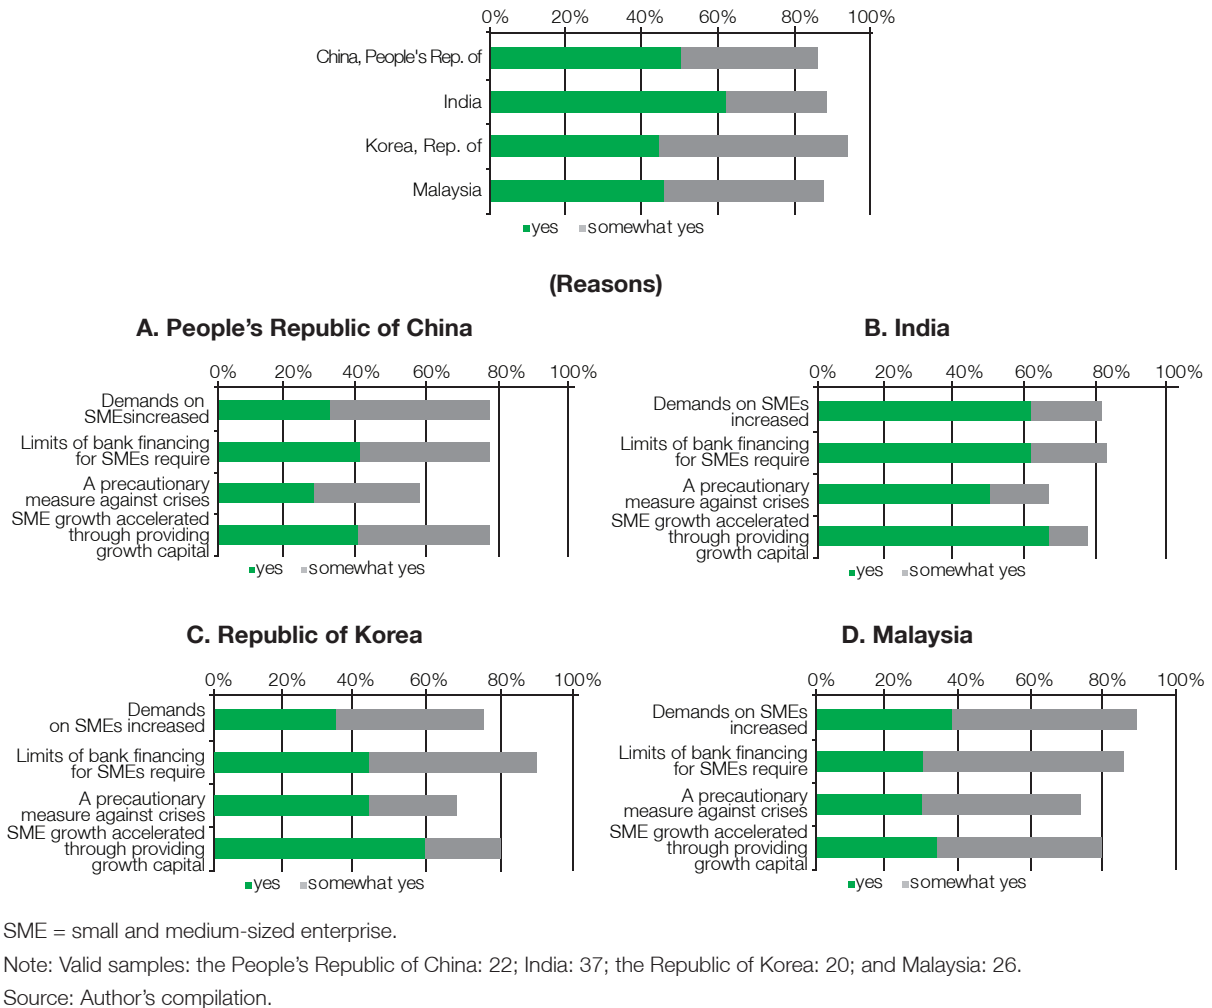 0% 20% 40% 60% 80% 100%
China, People's Rep. of
India
Korea, Rep. of
Malaysia
yes somewhat yes
(Reasons)
A. People’s Republic of China
0% 20% 40% 60% 80% 100%
Demands on
SMEsincreased
Limits of bank financing
for SMEs require
A precautionary
measure against crises
SME growth accelerated
through providing
growth capital
yes somewhat yes
B. India
0% 20% 40% 60% 80% 100%
Demands on SMEs
increased
Limits of bank financing
for SMEs require
A precautionary
measure against crises
SME growth accelerated
through providing
growth capital
yes somewhat yes
C. Republic of Korea
0% 20% 40% 60% 80% 100%
Demands
on SMEs increased
Limits of bank financing
for SMEs require
A precautionary
measure against crises
SME growth accelerated
through providing
growth capital
yes somewhat yes
D. Malaysia
0% 20% 40% 60% 80% 100%
Demands on SMEs
increased
Limits of bank financing
for SMEs require
A precautionary
measure against crises
SME growth accelerated
through providing
growth capital
yes somewhat yes
SME = small and medium-sized enterprise.
Note: Valid samples: the People’s Republic of China: 22; India: 37; the Republic of Korea: 20; and Malaysia: 26.
Source: Author’s compilation.